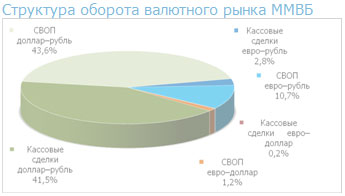 Структура оборота валютного рынка ММВБ
СВОП
доллар–рубль
43,6%
Кассовые
сделки
евро–рубль
2,8%
СВОП
евро–рубль
10,7%
Кассовые
сделки евро–
доллар
0,2%
СВОП
евро–доллар
1,2%
Кассовые
сделки
доллар–рубль
41,5%